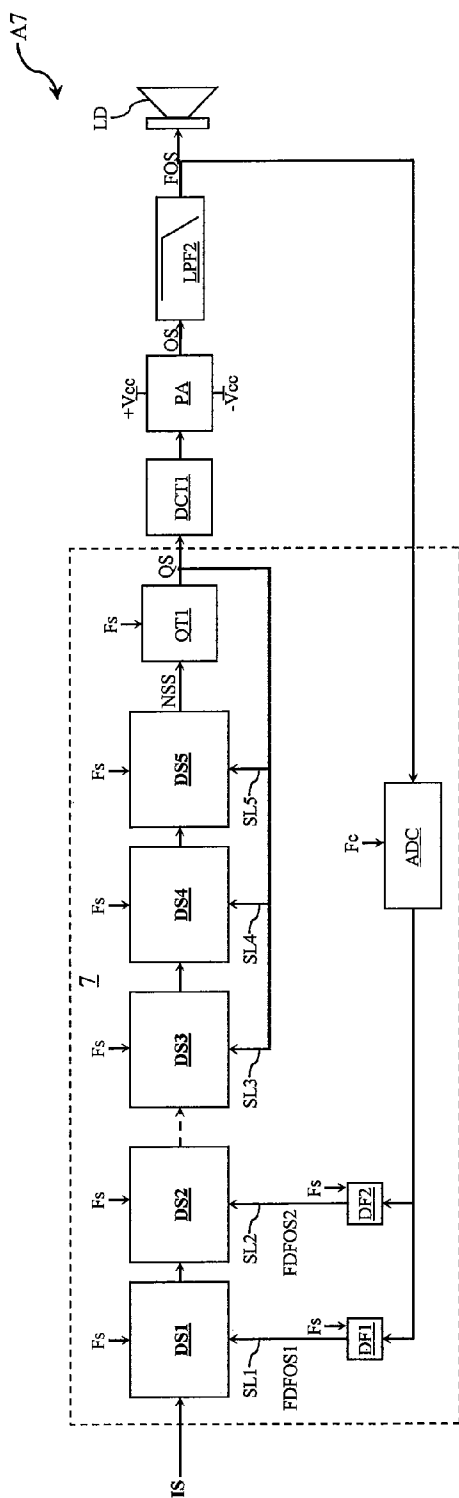 A7
LD
FOS
LPF2
OS
+Vcc
PA
-Vcc
DCT1
QS
Fs
QT1
NSS
Fs
DS5
SL5
Fs
DS4
SL4
7
Fs
DS3
SL3
Fs
DS2
SL2
FDFOS2
Fs
DF2
Fs
DS1
SL1
FDFOS1
Fs
DF1
IS
Fc
ADC